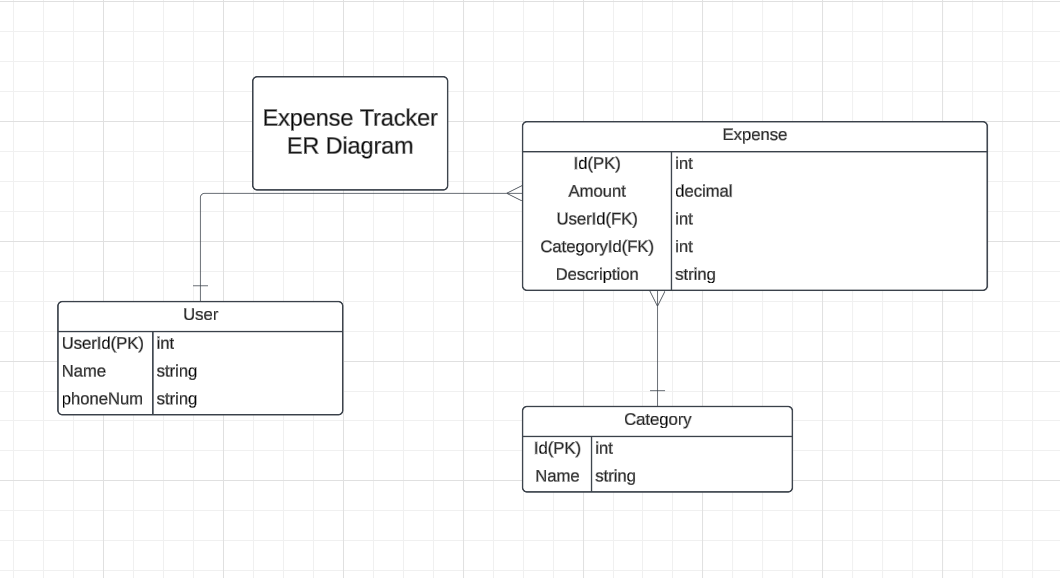 Expense Tracker
ER Diagram
Expense
Id(PK) int
Amount decimal
UserId(FK) int
CategoryId(FK) int
Description string
User
UserId(PK) int
Name string
phoneNum string
Category
Id(PK) int
Name string